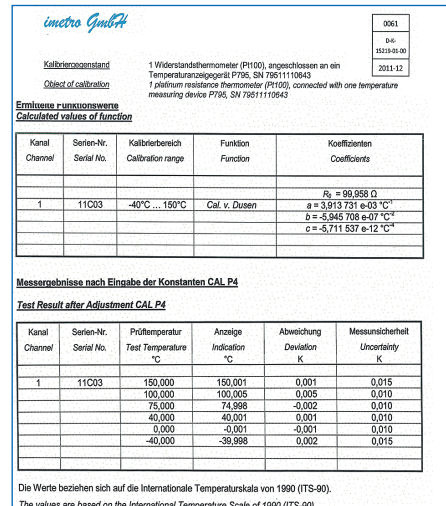 imetro GmbH
0061
D-K-
15219-01-00
2011-12
Kalibriergegenstand
1 Widerstandsthermometer (Pt100), angeschlossen an ein
Temperaturanzeigegerät P795, SN 79511110643
Object of calibration
1 platinum resistance thermometer (Pt100), connected with one temperature
measuring device P795, SN 79511110643
Ermittelte Funktionswerte
Calculated values of function
Kanal Serien-Nr. Kalibrierbereich Funktion Koeffizienten
Channel Serial No. Calibration range Function Coefficients
R₀ = 99,958 Ω
1 11C03 -40°C ... 150°C Cal. v. Dusen a = 3,913 731 e-03 °C⁻¹
b = -5,945 708 e-07 °C⁻²
c = -5,711 537 e-12 °C⁻⁴
Messergebnisse nach Eingabe der Konstanten CAL P4
Test Result after Adjustment CAL P4
Kanal Serien-Nr. Prüftemperatur Anzeige Abweichung Messunsicherheit
Channel Serial No. Test Temperature Indication Deviation Uncertainty
°C °C K K
1 11C03 150,000 150,001 0,001 0,015
100,000 100,005 0,005 0,010
75,000 74,998 -0,002 0,010
40,000 40,001 0,001 0,010
0,000 -0,001 -0,001 0,010
-40,000 -39,998 0,002 0,015
Die Werte beziehen sich auf die Internationale Temperaturskala von 1990 (ITS-90).
The values are based on the International Temperature Scale of 1990 (ITS-90).